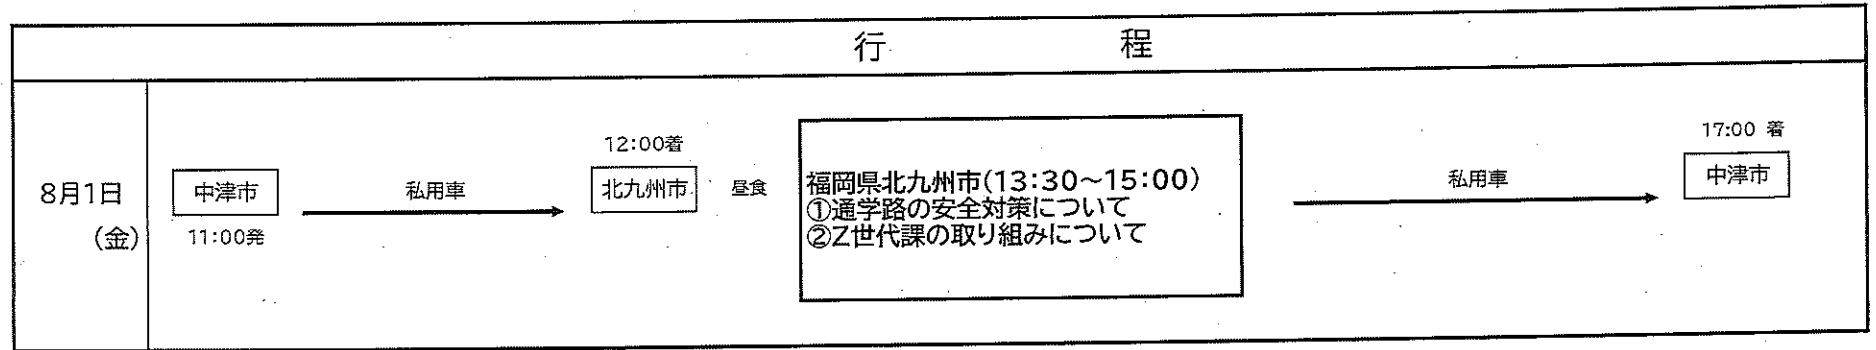 行 程
8月1日
(金)
中津市
11:00発
私用車
12:00着
北九州市
昼食
福岡県北九州市(13:30~15:00)
①通学路の安全対策について
②Z世代課の取り組みについて
私用車
17:00 着
中津市